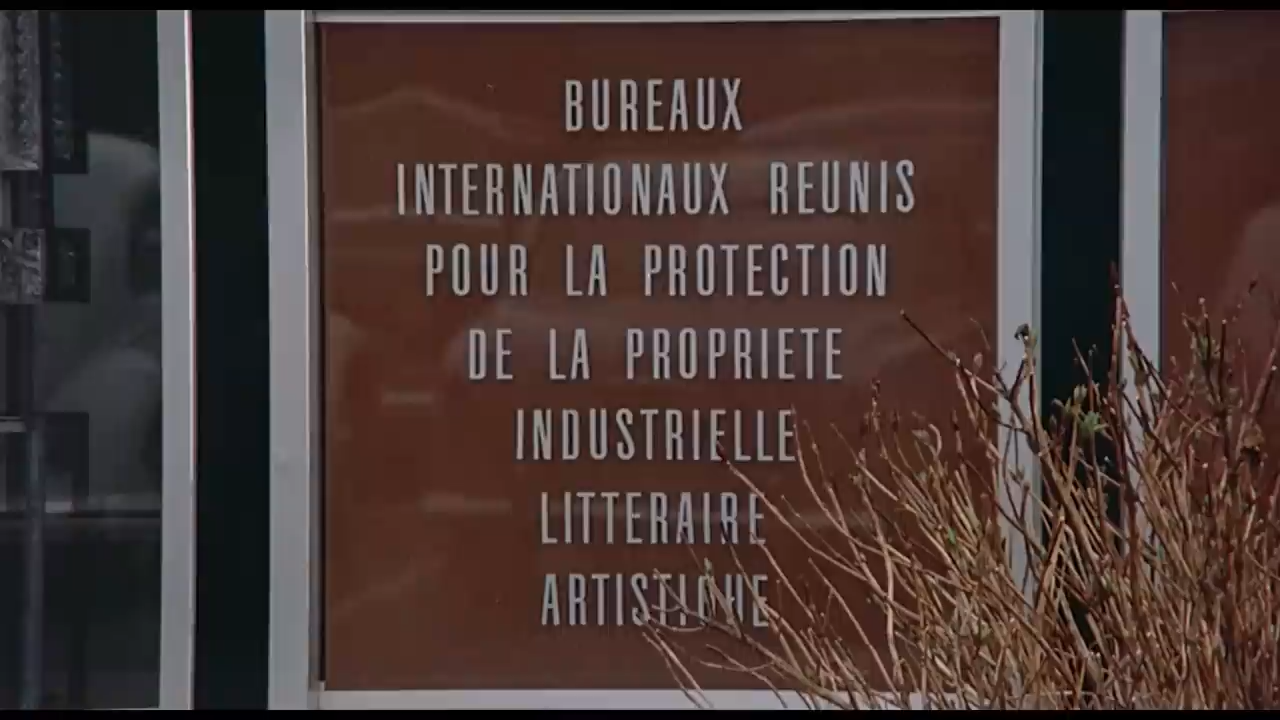 BUREAUX
INTERNATIONAUX REUNIS
POUR LA PROTECTION
DE LA PROPRIETE
INDUSTRIELLE
LITTERAIRE
ARTISTIQUE